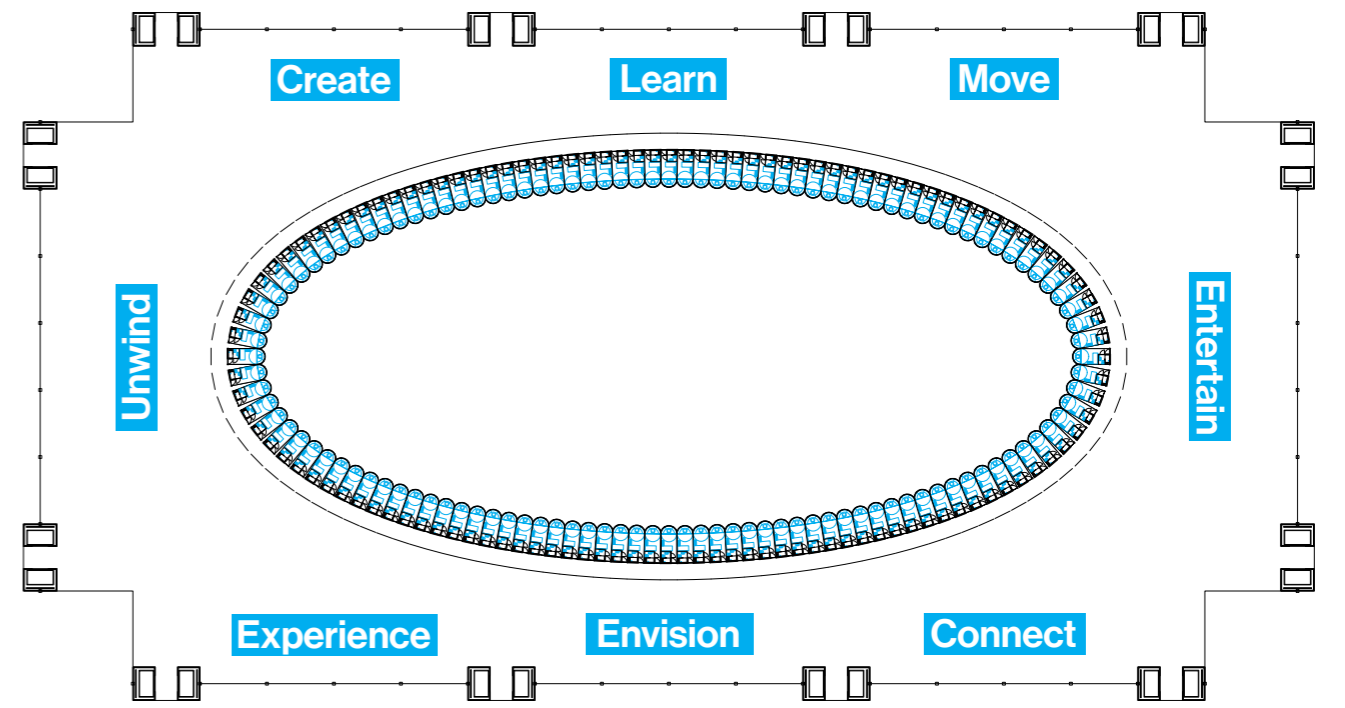 Create
Learn
Move
Unwind
Entertain
Experience
Envision
Connect